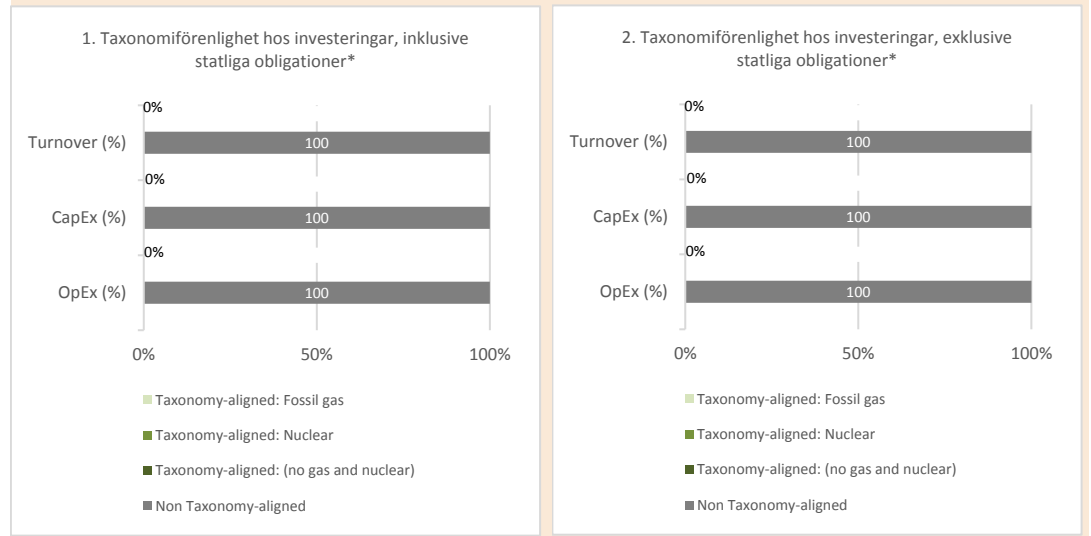 1. Taxonomiförenlighet hos investeringar, inklusive
statliga obligationer*
0%
Turnover (%)
100
0%
CapEx (%)
100
0%
OpEx (%)
100
0%
50%
100%
Taxonomy-aligned: Fossil gas
Taxonomy-aligned: Nuclear
Taxonomy-aligned: (no gas and nuclear)
Non Taxonomy-aligned
2. Taxonomiförenlighet hos investeringar, exklusive
statliga obligationer*
0%
Turnover (%)
100
0%
CapEx (%)
100
0%
OpEx (%)
100
0%
50%
100%
Taxonomy-aligned: Fossil gas
Taxonomy-aligned: Nuclear
Taxonomy-aligned: (no gas and nuclear)
Non Taxonomy-aligned